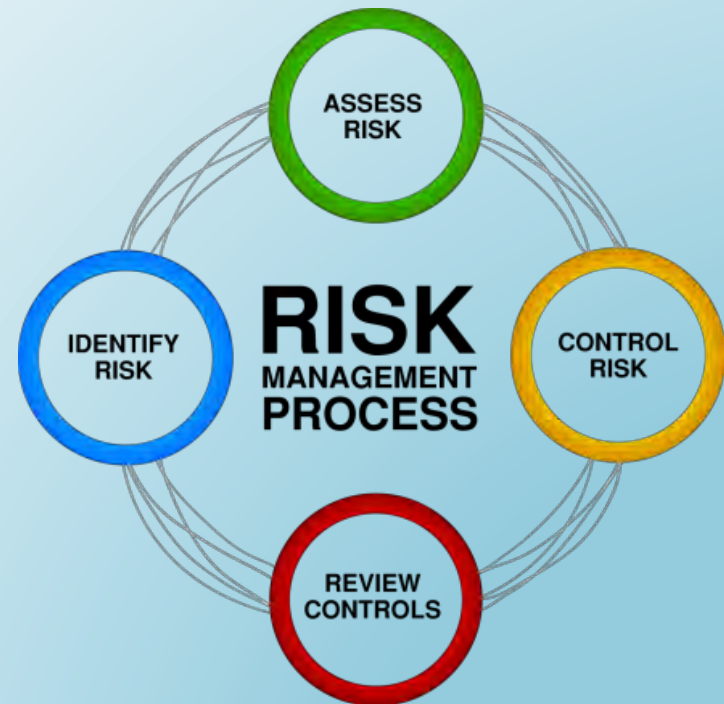 ASSESS
RISK
IDENTIFY
RISK
RISK
MANAGEMENT
PROCESS
CONTROL
RISK
REVIEW
CONTROLS